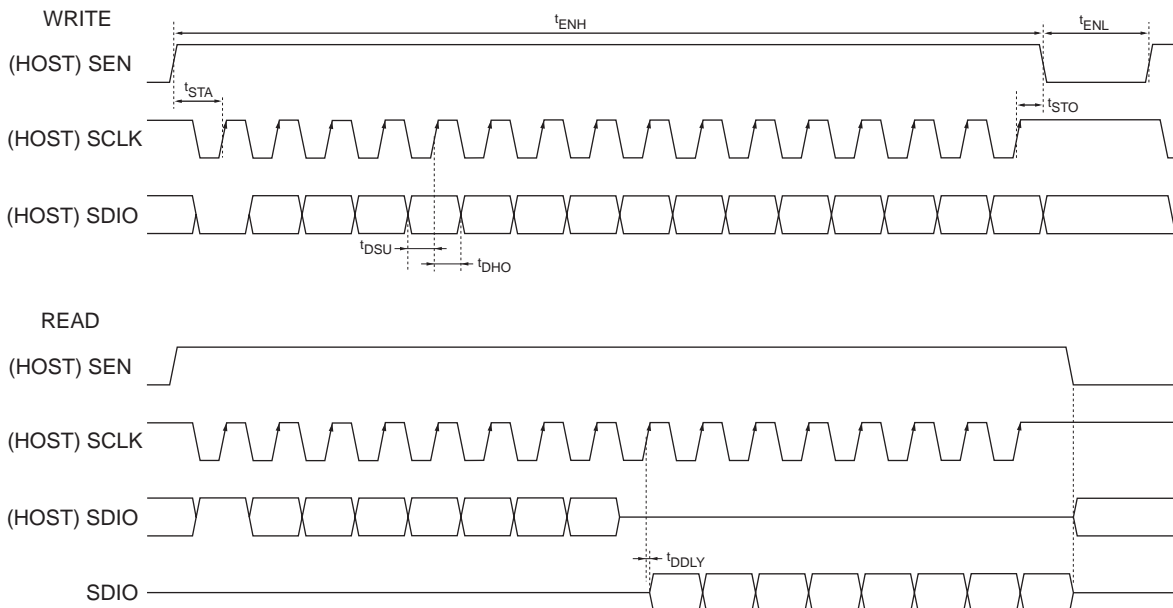 WRITE
tENH
tENL
(HOST) SEN
tSTA
tSTO
(HOST) SCLK
(HOST) SDIO
tDSU
tDHO
READ
(HOST) SEN
(HOST) SCLK
(HOST) SDIO
tDDLY
SDIO